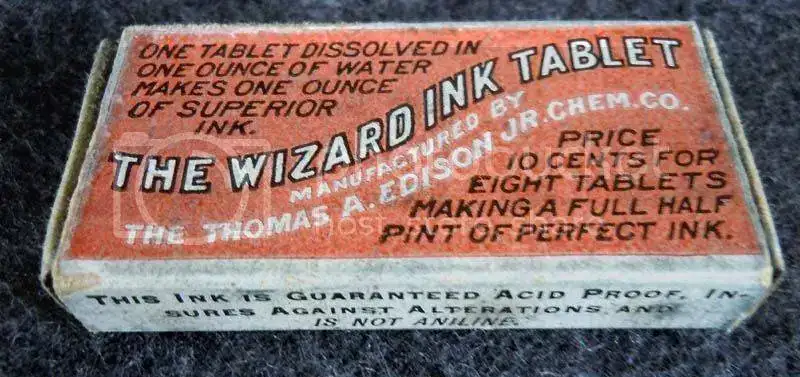 ONE TABLET DISSOLVED IN
ONE OUNCE OF WATER
MAKES ONE OUNCE
OF SUPERIOR
INK.
THE WIZARD INK TABLET
MANUFACTURED BY
THE THOMAS A. EDISON JR. CHEM. CO.
PRICE
10 CENTS FOR
EIGHT TABLETS
MAKING A FULL HALF
PINT OF PERFECT INK.
THIS INK IS GUARANTEED ACID PROOF, IN-
SURES AGAINST ALTERATIONS AND
IS NOT ANILINE.